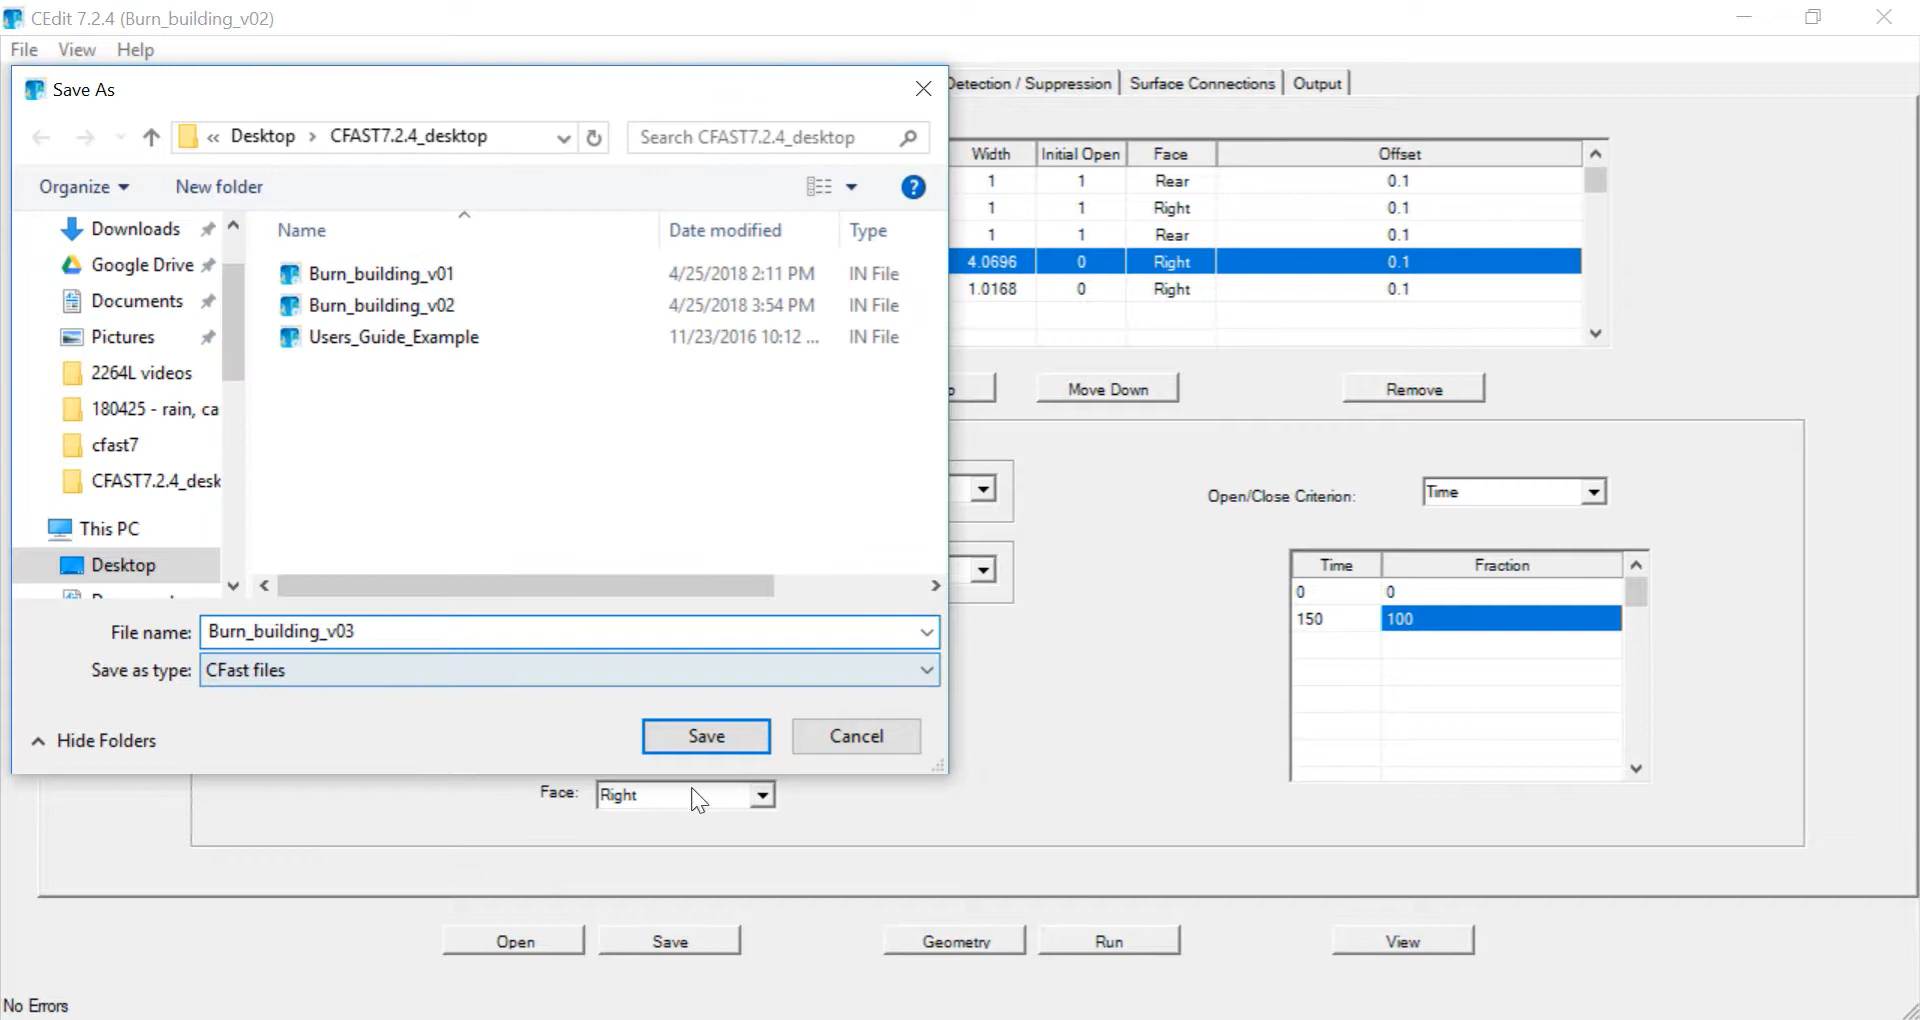 CEdit 7.2.4 (Burn_building_v02)
File View Help
Save As
Detection / Suppression Surface Connections Output
« Desktop > CFAST7.2.4_desktop Search CFAST7.2.4_desktop
Organize New folder
Downloads
Google Drive
Documents
Pictures
2264L videos
180425 - rain, ca
cfast7
CFAST7.2.4_desk
This PC
Desktop
Name Date modified Type
Burn_building_v01 4/25/2018 2:11 PM IN File
Burn_building_v02 4/25/2018 3:54 PM IN File
Users_Guide_Example 11/23/2016 10:12 ... IN File
File name: Burn_building_v03
Save as type: CFast files
Hide Folders
Save Cancel
Width Initial Open Face Offset
1 1 Rear 0.1
1 1 Right 0.1
1 1 Rear 0.1
4.0696 0 Right 0.1
1.0168 0 Right 0.1
Move Down Remove
Open/Close Criterion: Time
Time Fraction
0 0
150 100
Face: Right
Open Save Geometry Run View
No Errors